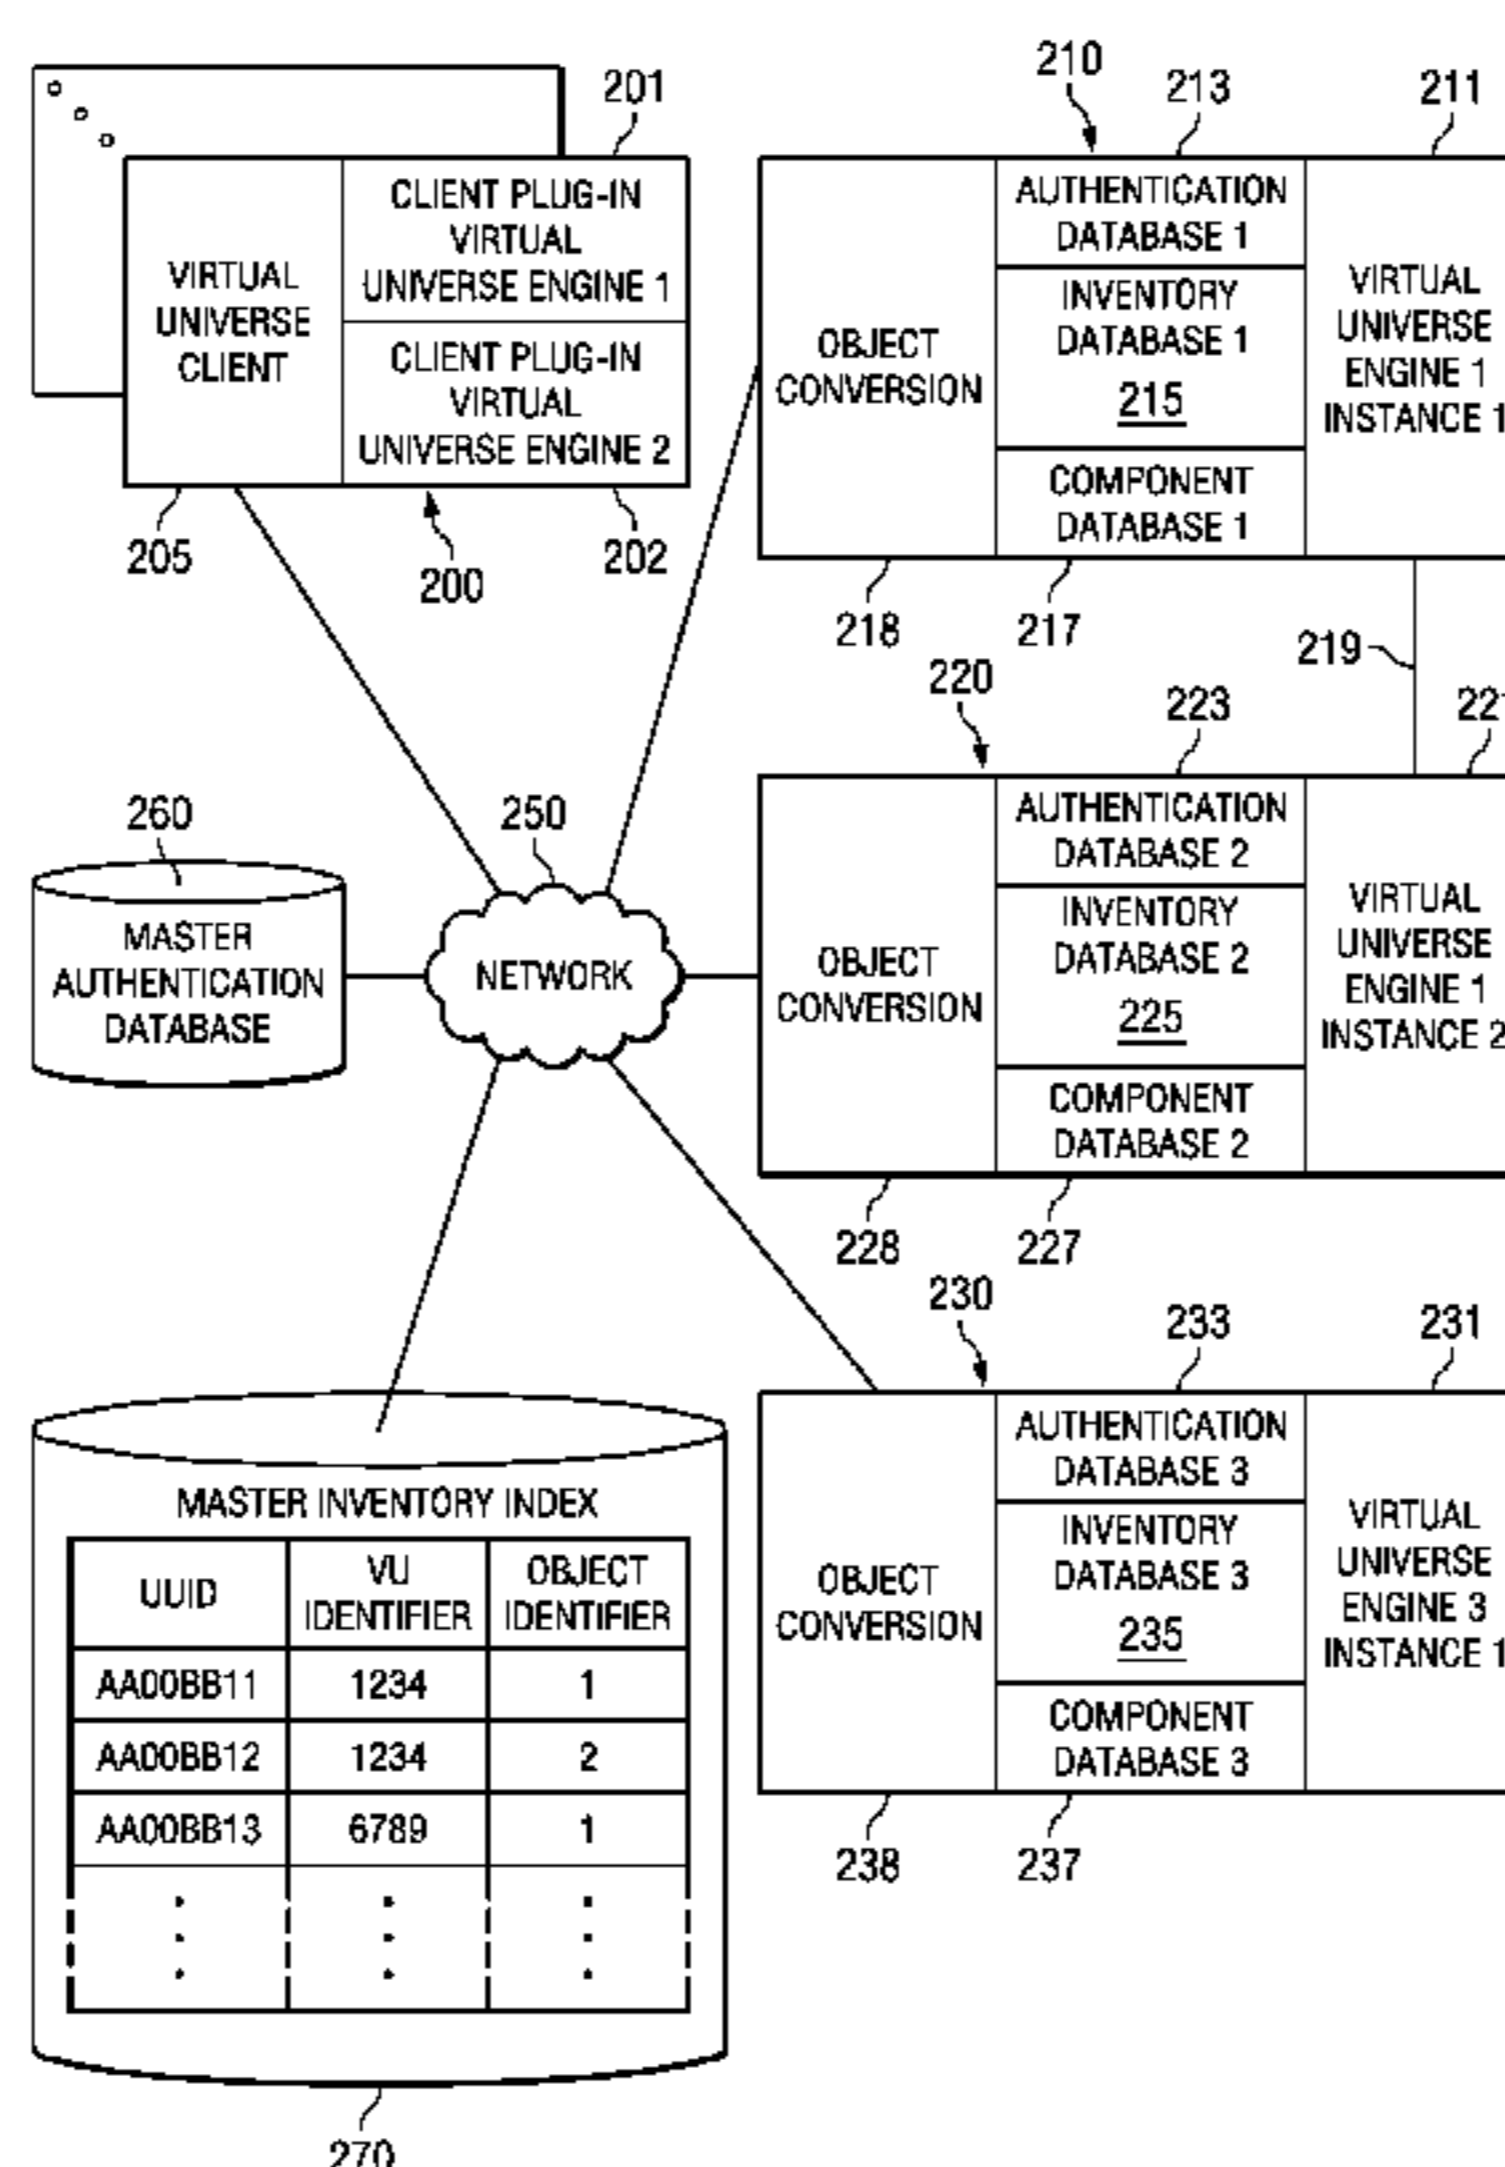 201
CLIENT PLUG-IN
VIRTUAL
UNIVERSE ENGINE 1
VIRTUAL
UNIVERSE
CLIENT
CLIENT PLUG-IN
VIRTUAL
UNIVERSE ENGINE 2
205
200
202
210
213
211
OBJECT
CONVERSION
AUTHENTICATION
DATABASE 1
INVENTORY
DATABASE 1
215
COMPONENT
DATABASE 1
VIRTUAL
UNIVERSE
ENGINE 1
INSTANCE 1
218
217
219
220
223
221
OBJECT
CONVERSION
AUTHENTICATION
DATABASE 2
INVENTORY
DATABASE 2
225
COMPONENT
DATABASE 2
VIRTUAL
UNIVERSE
ENGINE 1
INSTANCE 2
228
227
260
MASTER
AUTHENTICATION
DATABASE
250
NETWORK
230
233
231
OBJECT
CONVERSION
AUTHENTICATION
DATABASE 3
INVENTORY
DATABASE 3
235
COMPONENT
DATABASE 3
VIRTUAL
UNIVERSE
ENGINE 3
INSTANCE 1
238
237
MASTER INVENTORY INDEX
UUID VU IDENTIFIER OBJECT IDENTIFIER
AA00BB11 1234 1
AA00BB12 1234 2
AA00BB13 6789 1
270